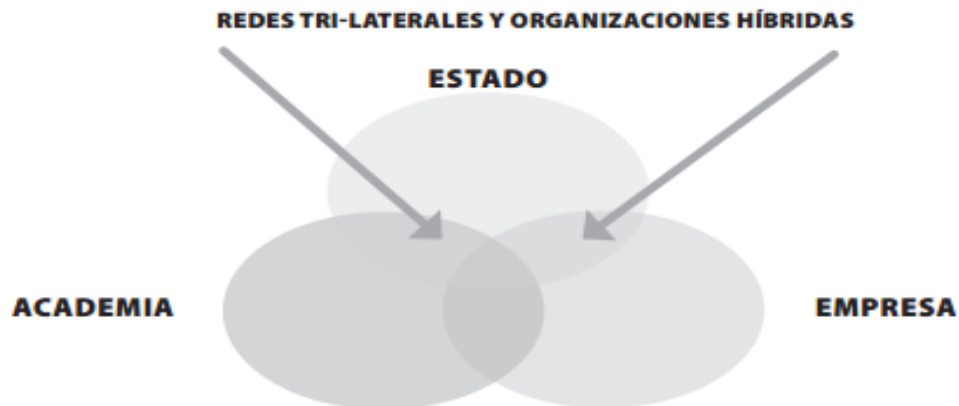 REDES TRI-LATERALES Y ORGANIZACIONES HÍBRIDAS
ESTADO
ACADEMIA
EMPRESA